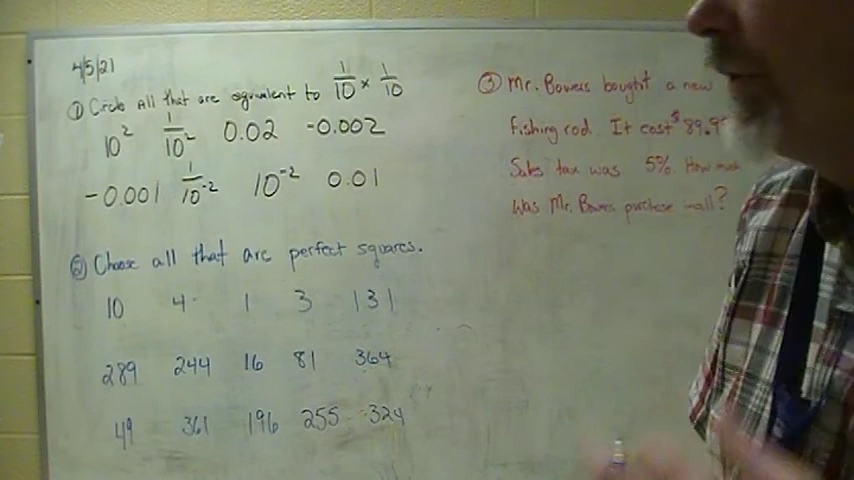 4/5/21
① Circle all that are equivalent to 1/10 × 1/10
10² 1/10² 0.02 -0.002
-0.001 1/10⁻² 10⁻² 0.01
② Choose all that are perfect squares.
10 4 1 3 131
289 244 16 81 364
49 361 196 255 324
③ Mr. Bowers bought a new
fishing rod. It cost $89.9
Sales tax was 5%. How much
was Mr. Bowers purchase in all?